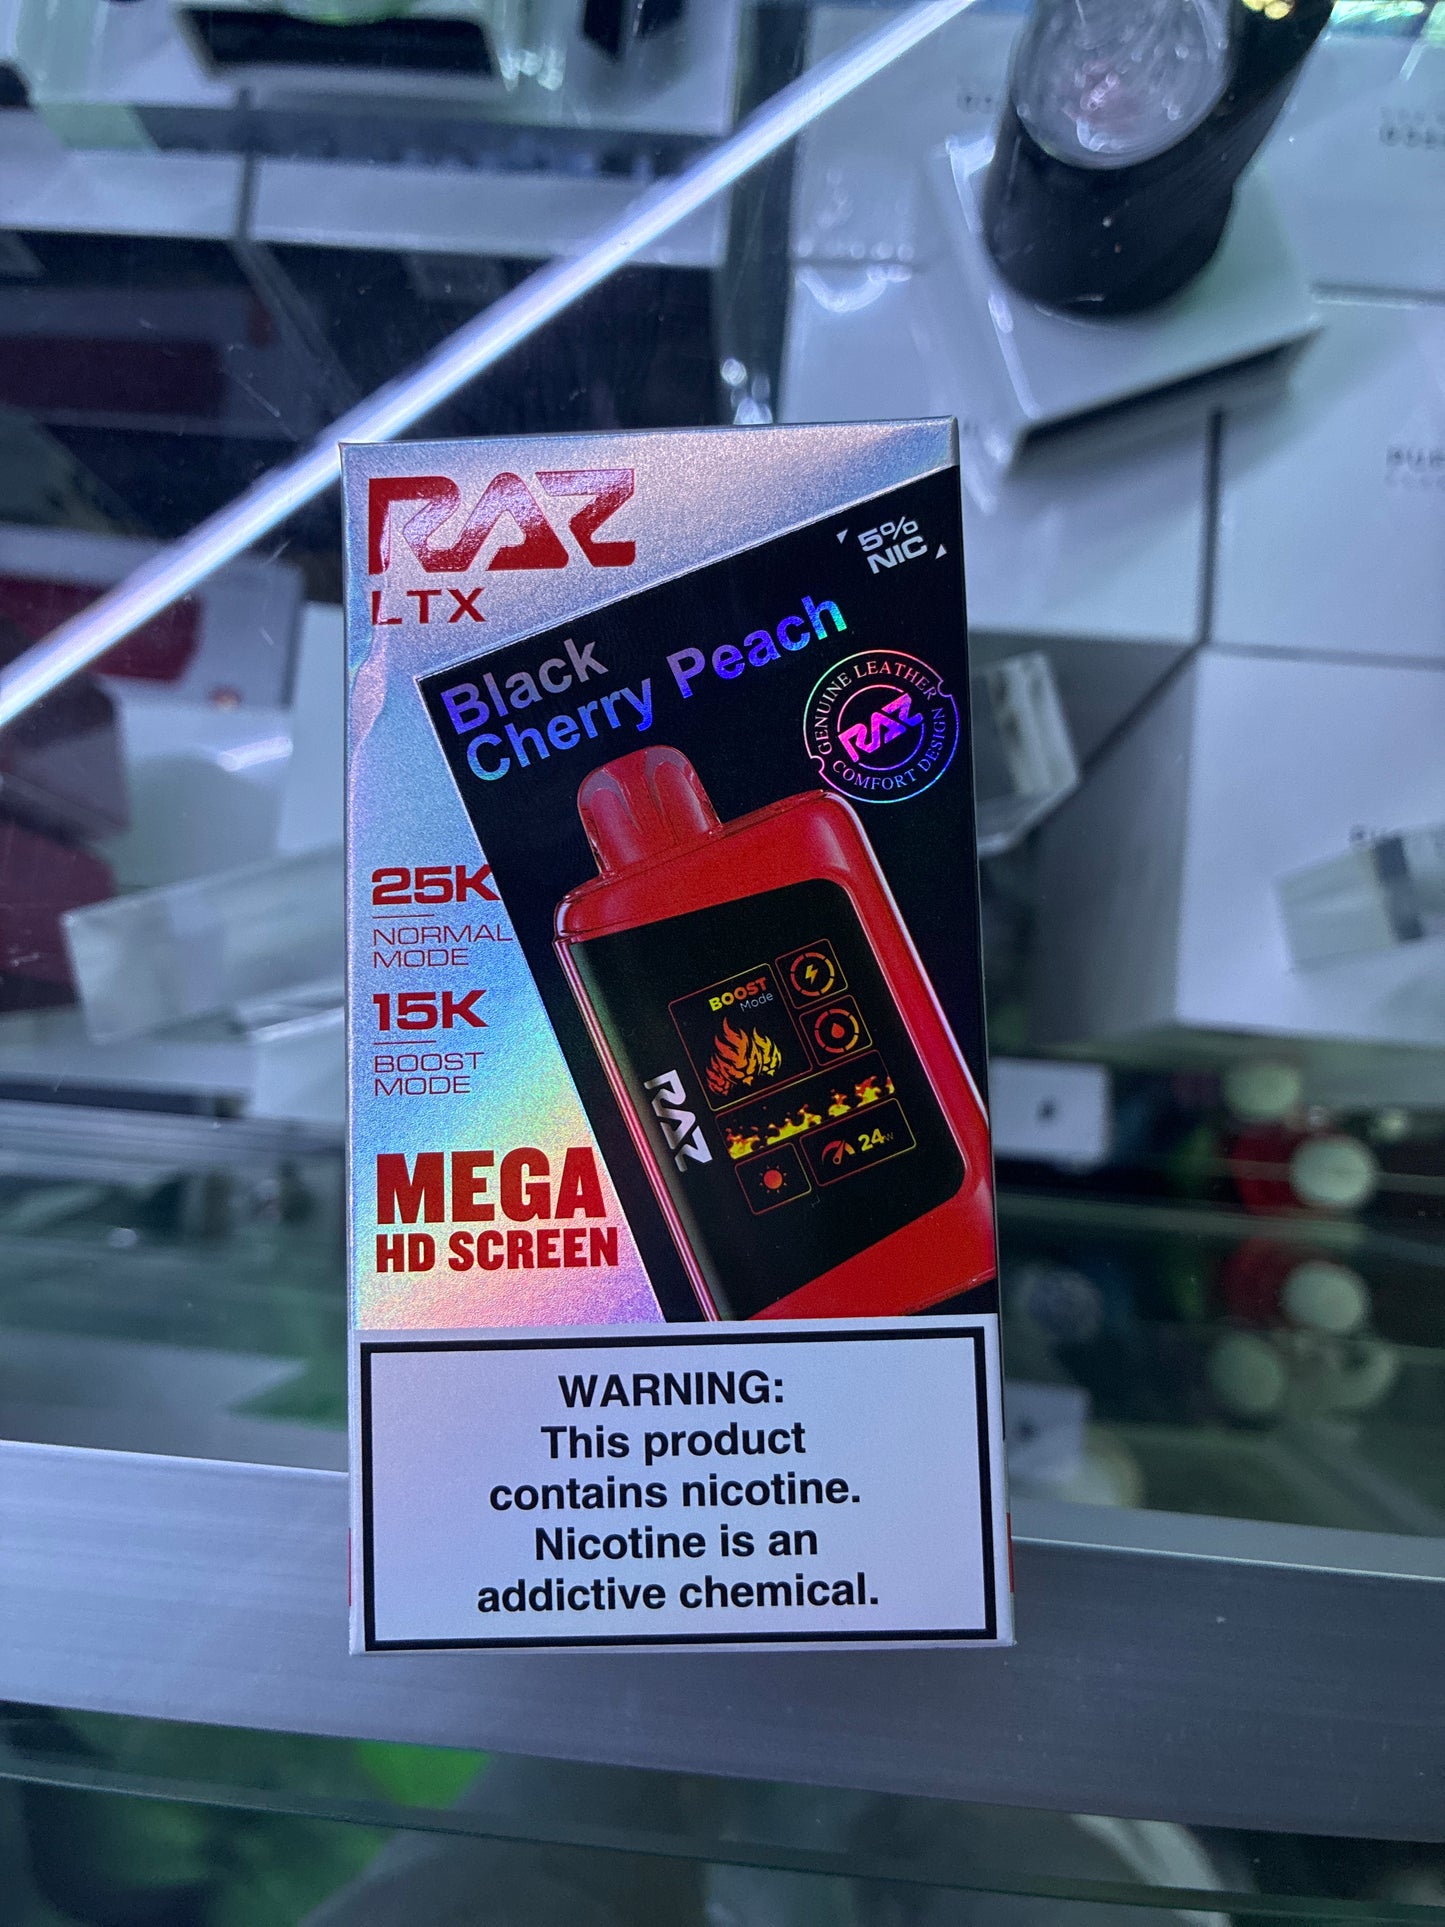 RAZ
LTX
5%
NIC
Black
Cherry Peach
GENUINE LEATHER
RAZ
COMFORT DESIGN
25K
NORMAL
MODE
15K
BOOST
MODE
BOOST
Mode
RAZ
24W
MEGA
HD SCREEN
WARNING:
This product
contains nicotine.
Nicotine is an
addictive chemical.